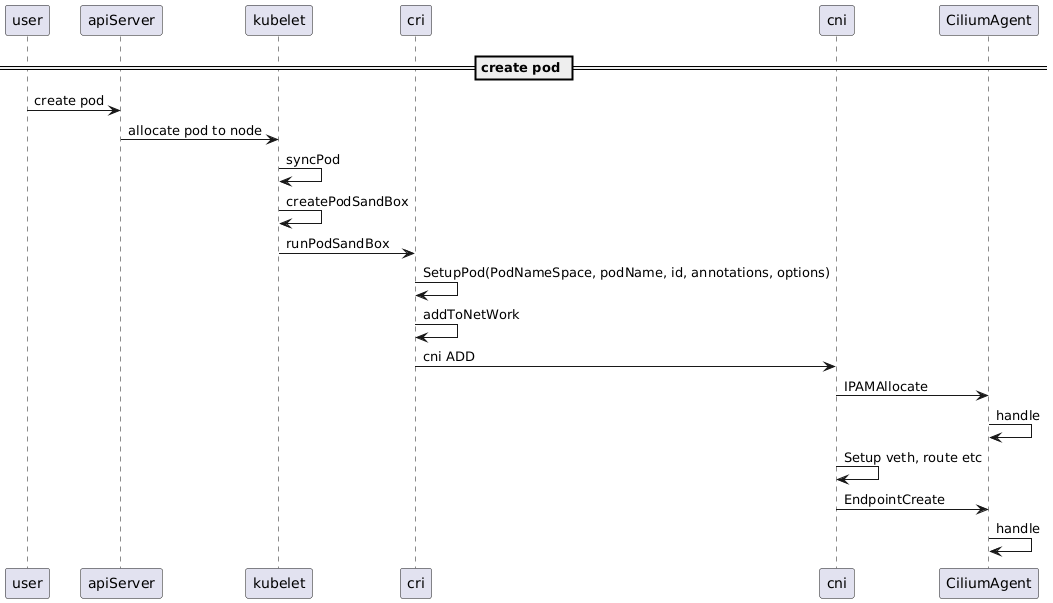 user apiServer kubelet cri cni CiliumAgent
create pod
create pod
allocate pod to node
syncPod
createPodSandBox
runPodSandBox
SetupPod(PodNameSpace, podName, id, annotations, options)
addToNetWork
cni ADD
IPAMAllocate
handle
Setup veth, route etc
EndpointCreate
handle
user apiServer kubelet cri cni CiliumAgent